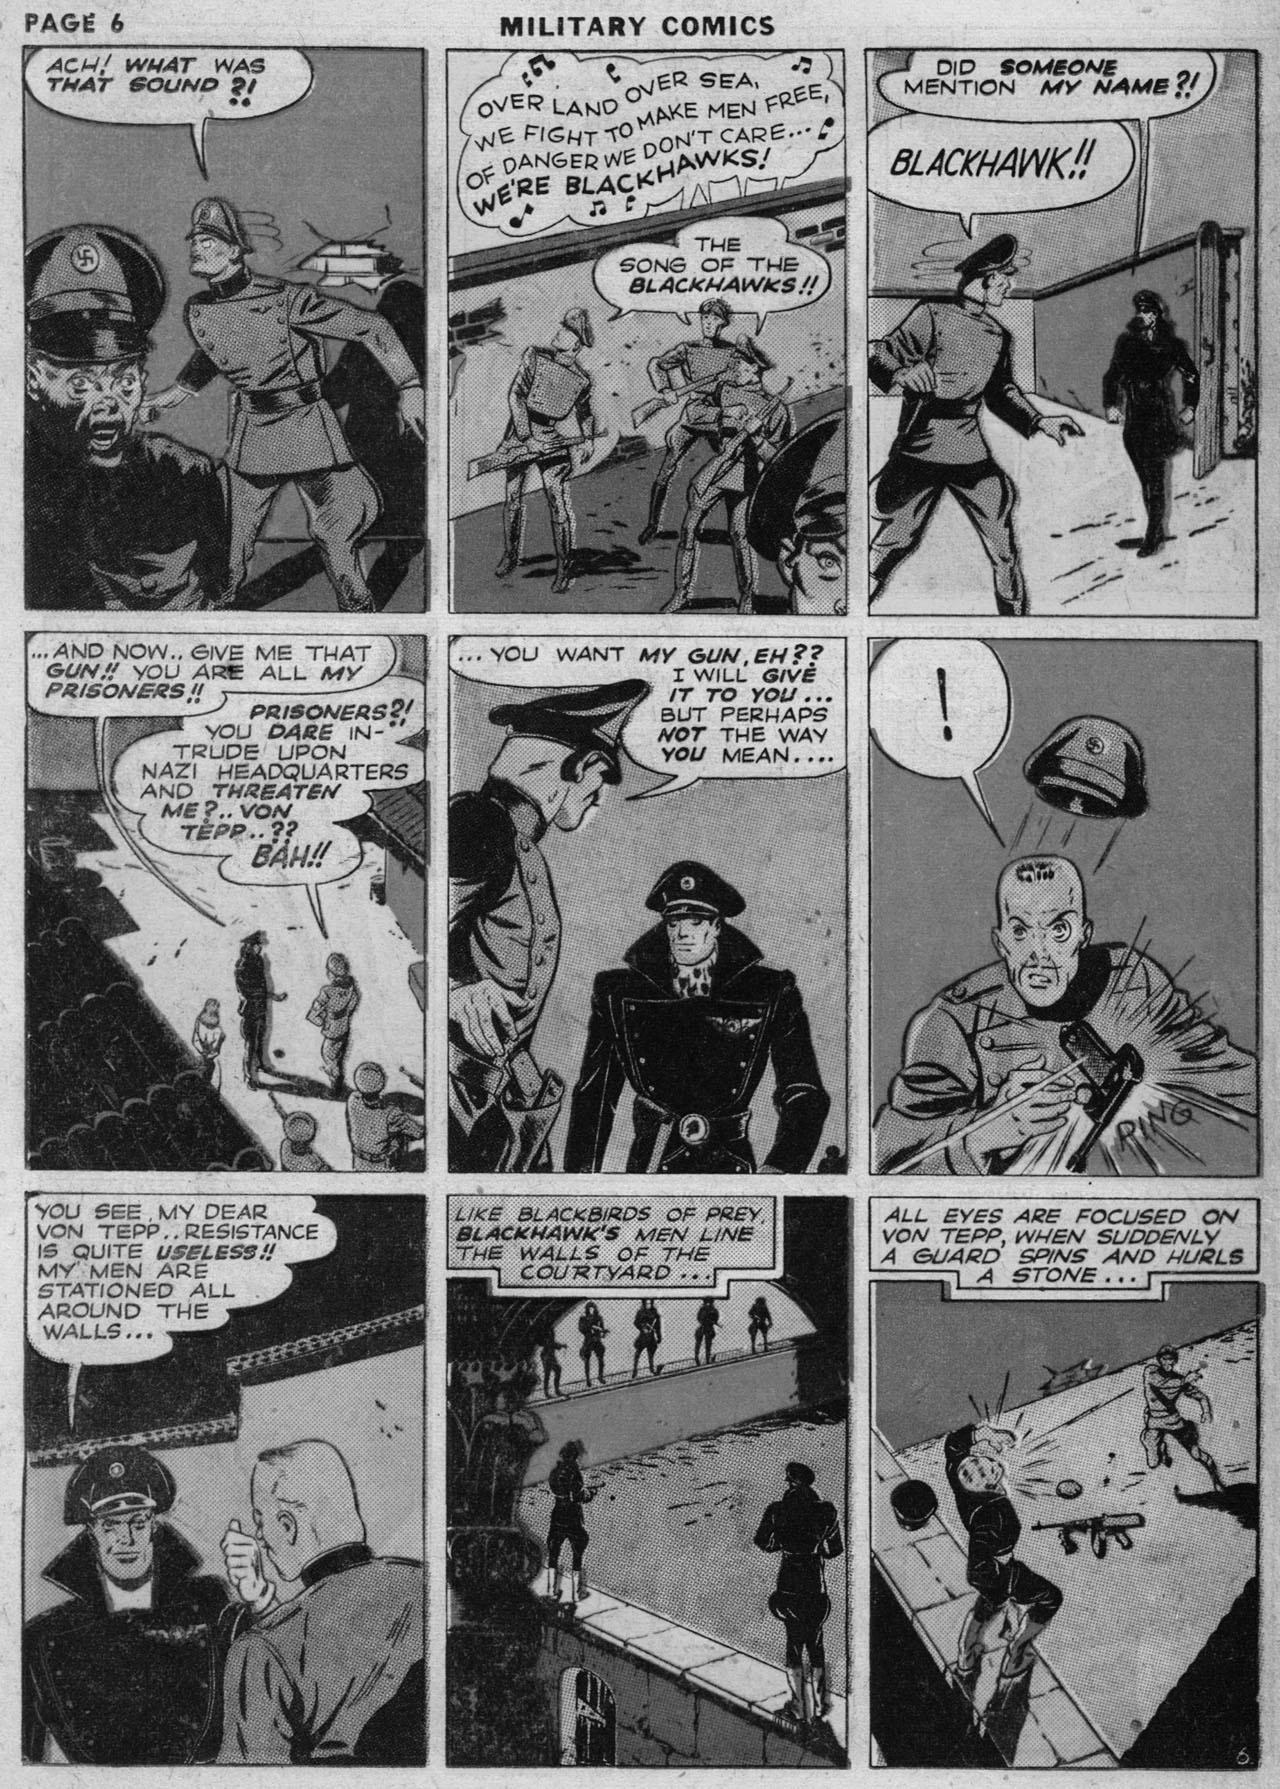 PAGE 6
MILITARY COMICS
ACH! WHAT WAS
THAT SOUND ?!
OVER LAND OVER SEA,
WE FIGHT TO MAKE MEN FREE,
OF DANGER WE DON'T CARE...
WE'RE BLACKHAWKS!
THE
SONG OF THE
BLACKHAWKS!!
DID SOMEONE
MENTION MY NAME?!
BLACKHAWK!!
...AND NOW.. GIVE ME THAT
GUN!! YOU ARE ALL MY
PRISONERS!!
PRISONERS?!
YOU DARE IN-
TRUDE UPON
NAZI HEADQUARTERS
AND THREATEN
ME?..VON
TEPP..??
BAH!!
...YOU WANT MY GUN, EH??
I WILL GIVE
IT TO YOU...
BUT PERHAPS
NOT THE WAY
YOU MEAN....
!
PING
YOU SEE, MY DEAR
VON TEPP.. RESISTANCE
IS QUITE USELESS!!
MY MEN ARE
STATIONED ALL
AROUND THE
WALLS...
LIKE BLACKBIRDS OF PREY,
BLACKHAWK'S MEN LINE
THE WALLS OF THE
COURTYARD...
ALL EYES ARE FOCUSED ON
VON TEPP, WHEN SUDDENLY
A GUARD SPINS AND HURLS
A STONE...
6